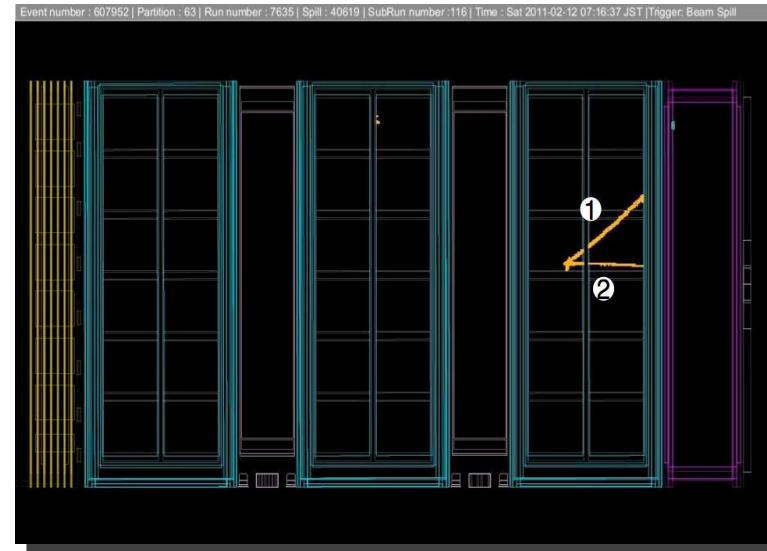 Event number : 607952 | Partition : 63 | Run number : 7635 | Spill : 40619 | SubRun number :116 | Time : Sat 2011-02-12 07:16:37 JST |Trigger: Beam Spill
1
2